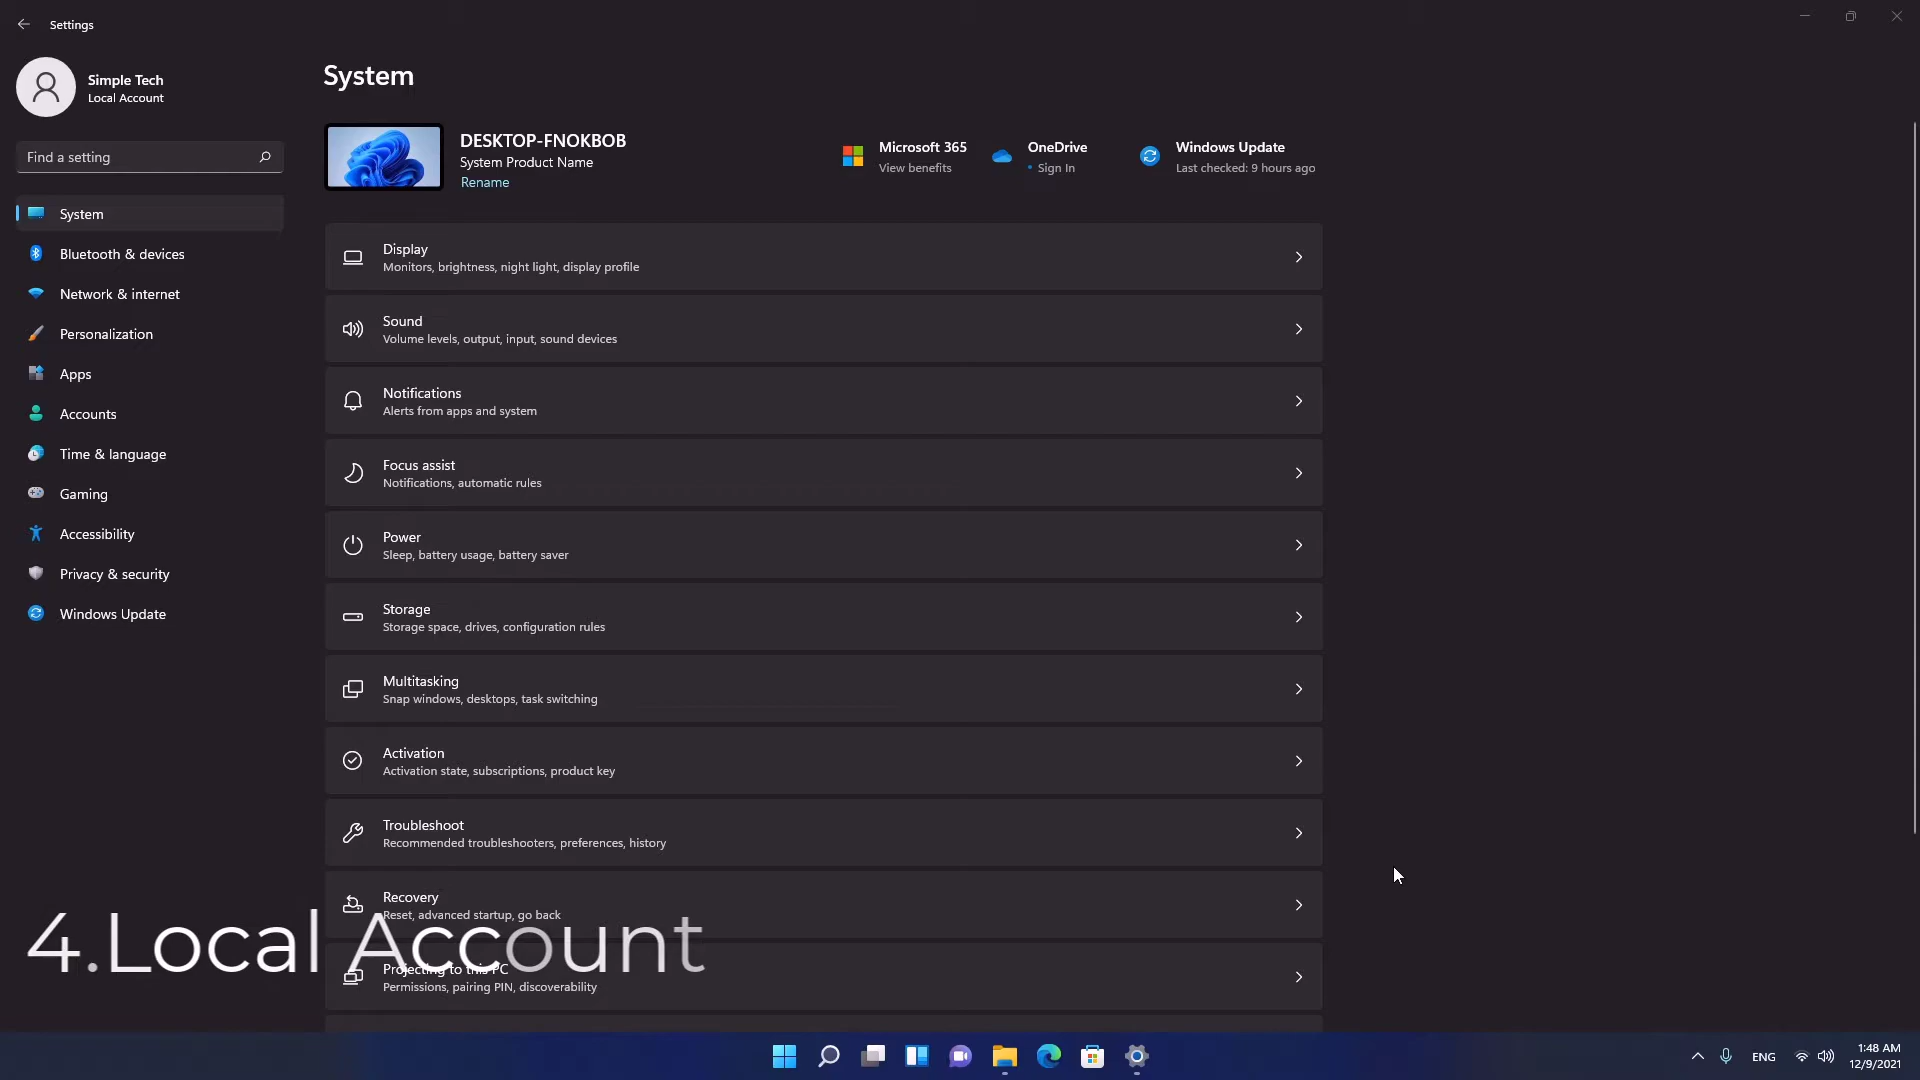 Settings
Simple Tech
Local Account
Find a setting
System
Bluetooth & devices
Network & internet
Personalization
Apps
Accounts
Time & language
Gaming
Accessibility
Privacy & security
Windows Update
System
DESKTOP-FNOKBOB
System Product Name
Rename
Microsoft 365
View benefits
OneDrive
• Sign In
Windows Update
Last checked: 9 hours ago
Display
Monitors, brightness, night light, display profile
Sound
Volume levels, output, input, sound devices
Notifications
Alerts from apps and system
Focus assist
Notifications, automatic rules
Power
Sleep, battery usage, battery saver
Storage
Storage space, drives, configuration rules
Multitasking
Snap windows, desktops, task switching
Activation
Activation state, subscriptions, product key
Troubleshoot
Recommended troubleshooters, preferences, history
Recovery
Reset, advanced startup, go back
Projecting to this PC
Permissions, pairing PIN, discoverability
4.Local Account
ENG
1:48 AM
12/9/2021